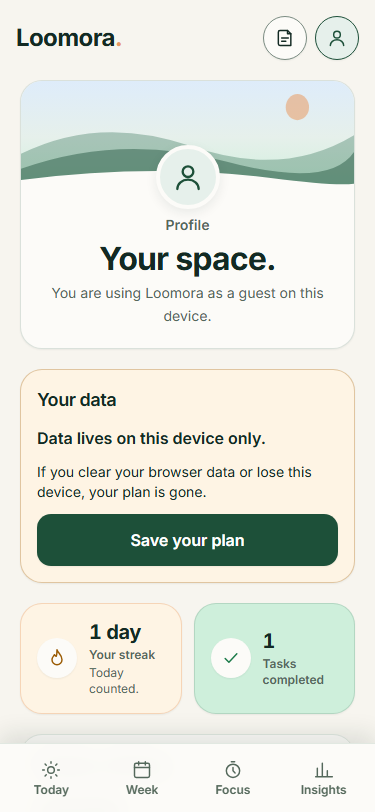 Loomora.
Profile
Your space.
You are using Loomora as a guest on this
device.
Your data
Data lives on this device only.
If you clear your browser data or lose this
device, your plan is gone.
Save your plan
1 day
Your streak
Today
counted.
1
Tasks
completed
Today
Week
Focus
Insights